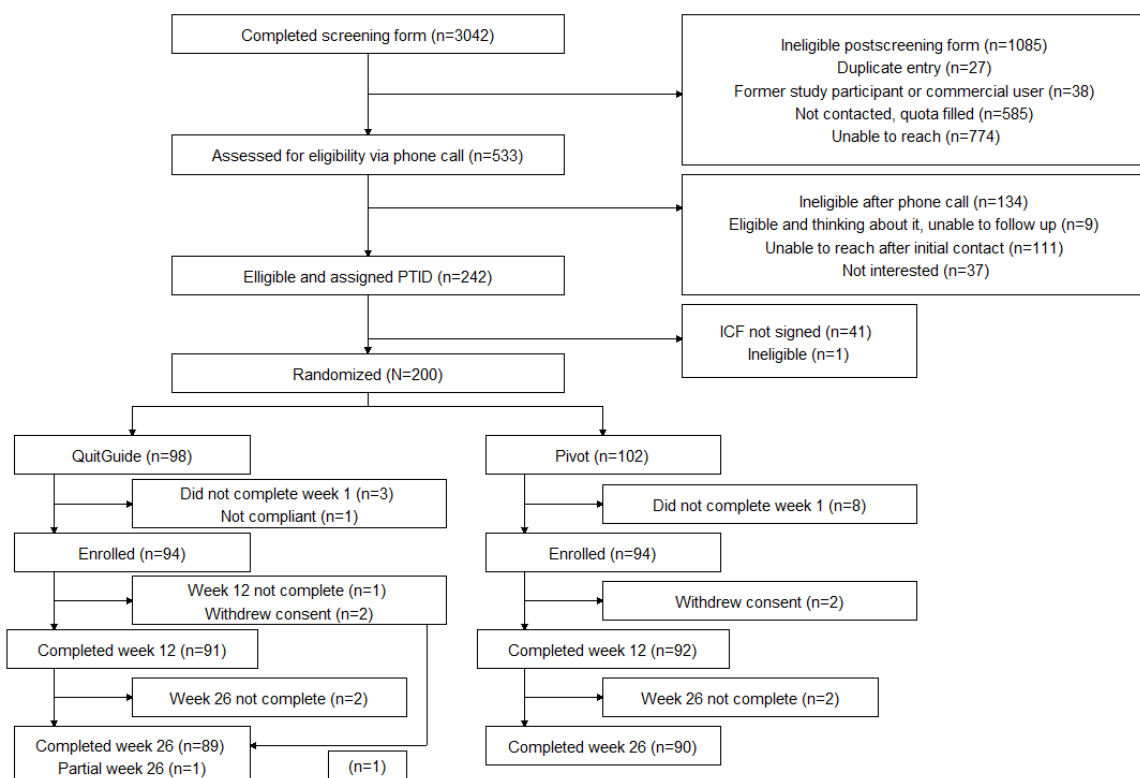 Completed screening form (n=3042)
Ineligible postscreening form (n=1085)
Duplicate entry (n=27)
Former study participant or commercial user (n=38)
Not contacted, quota filled (n=585)
Unable to reach (n=774)
Assessed for eligibility via phone call (n=533)
Ineligible after phone call (n=134)
Eligible and thinking about it, unable to follow up (n=9)
Unable to reach after initial contact (n=111)
Not interested (n=37)
Elligible and assigned PTID (n=242)
ICF not signed (n=41)
Ineligible (n=1)
Randomized (N=200)
QuitGuide (n=98)
Pivot (n=102)
Did not complete week 1 (n=3)
Not compliant (n=1)
Did not complete week 1 (n=8)
Enrolled (n=94)
Enrolled (n=94)
Week 12 not complete (n=1)
Withdrew consent (n=2)
Withdrew consent (n=2)
Completed week 12 (n=91)
Completed week 12 (n=92)
Week 26 not complete (n=2)
Week 26 not complete (n=2)
Completed week 26 (n=89)
Partial week 26 (n=1)
(n=1)
Completed week 26 (n=90)